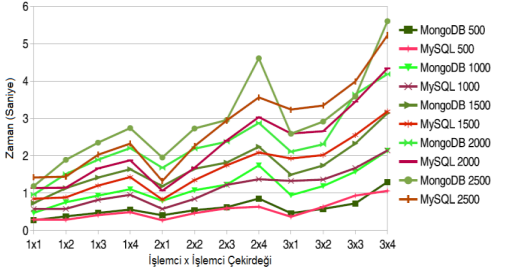 6
5
4
3
2
1
0
Zaman (Saniye)
1x1 1x2 1x3 1x4 2x1 2x2 2x3 2x4 3x1 3x2 3x3 3x4
İşlemci x İşlemci Çekirdeği
MongoDB 500
MySQL 500
MongoDB 1000
MySQL 1000
MongoDB 1500
MySQL 1500
MongoDB 2000
MySQL 2000
MongoDB 2500
MySQL 2500